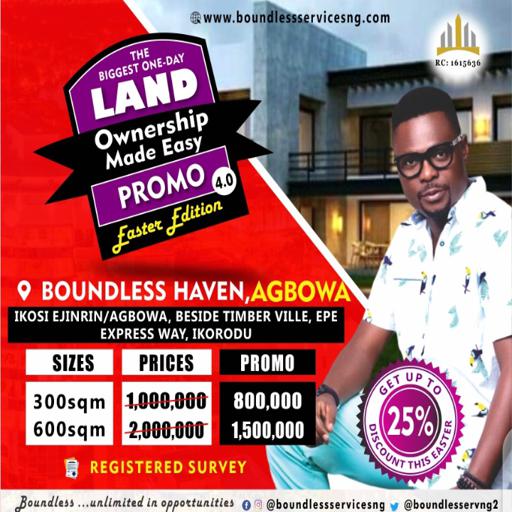 www.boundlessservicesng.com
RC: 1615636
THE
BIGGEST ONE-DAY
LAND
Ownership
Made Easy
PROMO 4.0
Easter Edition
BOUNDLESS HAVEN,AGBOWA
IKOSI EJINRIN/AGBOWA, BESIDE TIMBER VILLE, EPE
EXPRESS WAY, IKORODU
SIZES PRICES PROMO
300sqm 1,000,000 800,000
600sqm 2,000,000 1,500,000
GET UP TO
25%
DISCOUNT THIS EASTER
REGISTERED SURVEY
Boundless ...unlimited in opportunities @boundlessservicesng @boundlesservng2